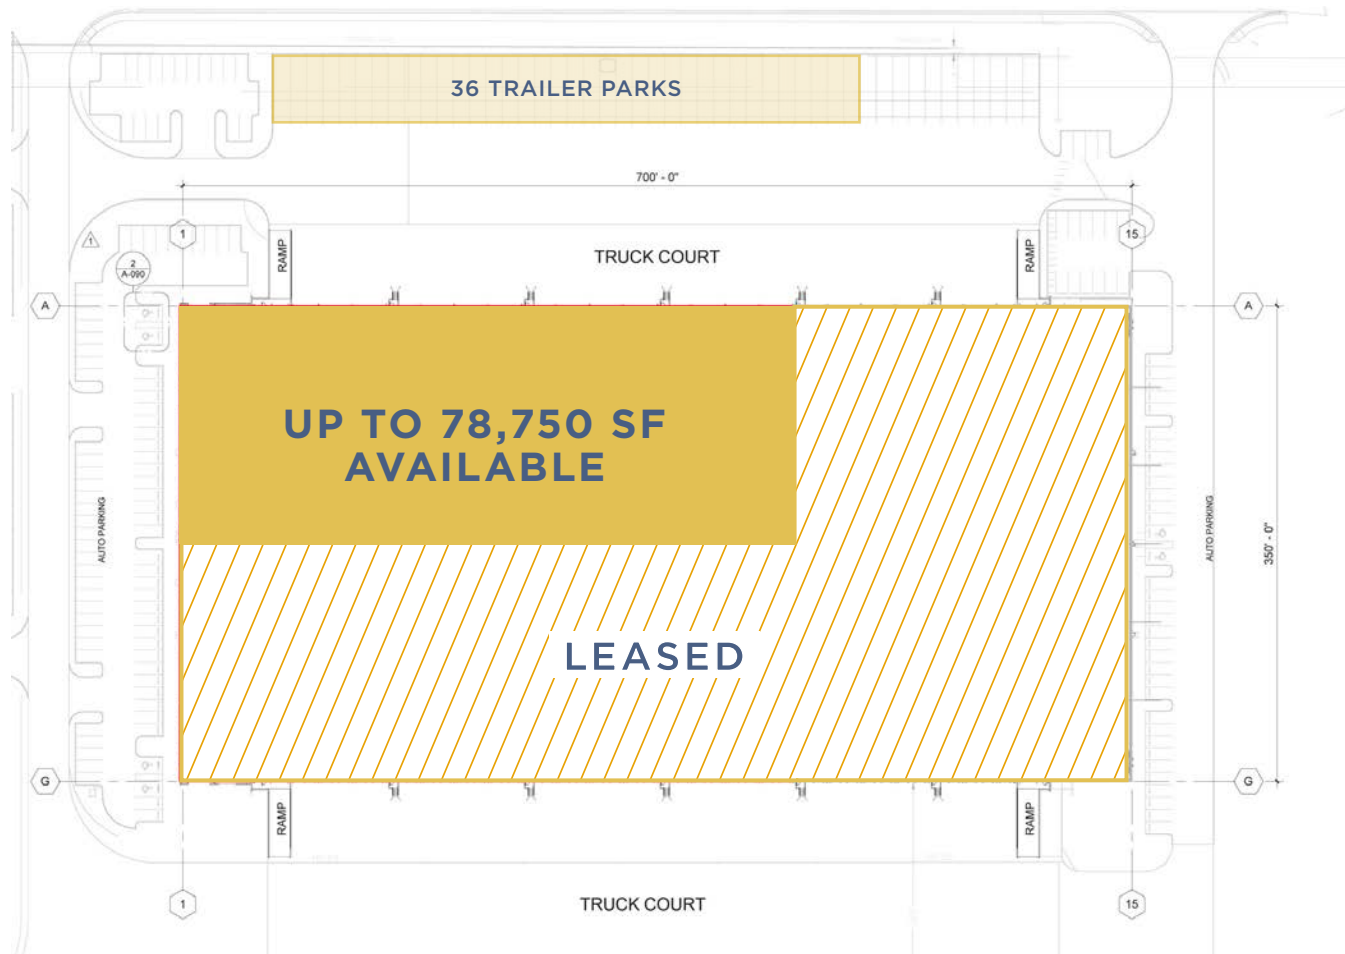 36 TRAILER PARKS
700' - 0"
1
15
1
2
A-090
RAMP
TRUCK COURT
RAMP
A
A
UP TO 78,750 SF
AVAILABLE
AUTO PARKING
AUTO PARKING
350' - 0"
LEASED
G
G
RAMP
RAMP
1
TRUCK COURT
15